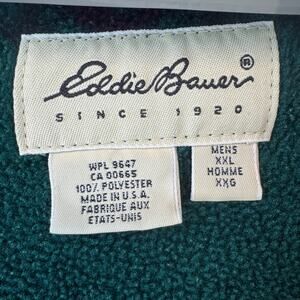 Eddie Bauer®
SINCE 1920
WPL 9647
CA 00665
100% POLYESTER
MADE IN U.S.A.
FABRIQUE AUX
ETATS-UNIS
MENS
XXL
HOMME
XXG